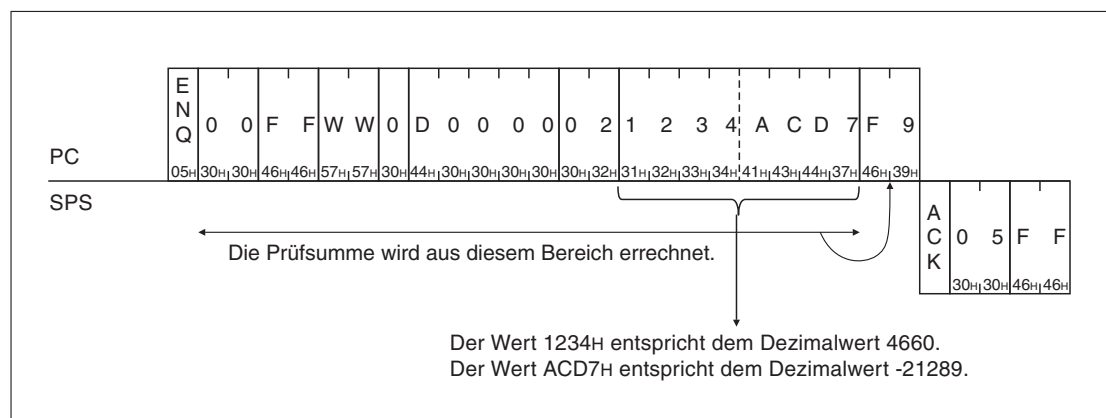 ENQ
0 0 F F W W 0 D 0 0 0 0 0 2 1 2 3 4 A C D 7 F 9
PC
05H 30H 30H 46H 46H 57H 57H 30H 44H 30H 30H 30H 30H 30H 32H 31H 32H 33H 34H 41H 43H 44H 37H 46H 39H
SPS
ACK
0 5 F F
30H 30H 46H 46H
Die Prüfsumme wird aus diesem Bereich errechnet.
Der Wert 1234H entspricht dem Dezimalwert 4660.
Der Wert ACD7H entspricht dem Dezimalwert -21289.